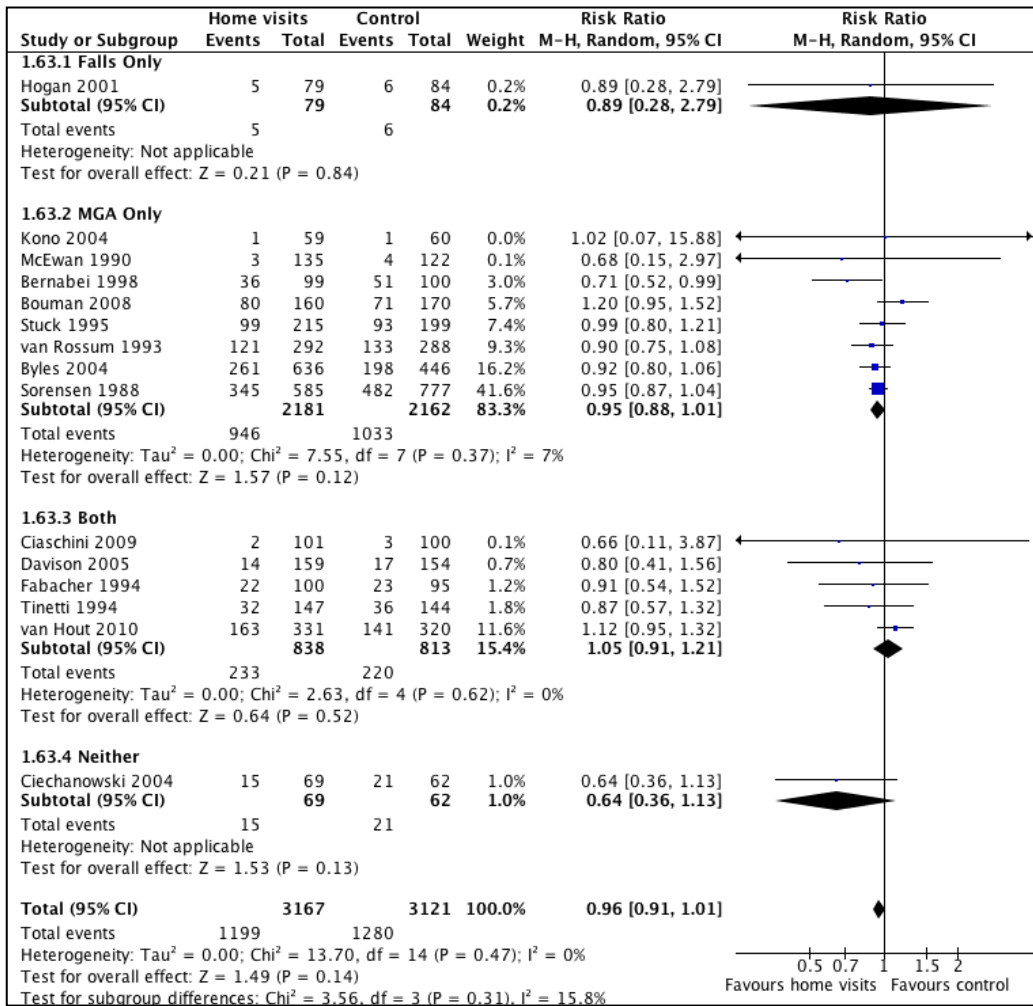 Home visits Control Risk Ratio Risk Ratio
Study or Subgroup Events Total Events Total Weight M-H, Random, 95% CI M-H, Random, 95% CI
1.63.1 Falls Only
Hogan 2001 5 79 6 84 0.2% 0.89 [0.28, 2.79]
Subtotal (95% CI) 79 84 0.2% 0.89 [0.28, 2.79]
Total events 5 6
Heterogeneity: Not applicable
Test for overall effect: Z = 0.21 (P = 0.84)
1.63.2 MGA Only
Kono 2004 1 59 1 60 0.0% 1.02 [0.07, 15.88]
McEwan 1990 3 135 4 122 0.1% 0.68 [0.15, 2.97]
Bernabei 1998 36 99 51 100 3.0% 0.71 [0.52, 0.99]
Bouman 2008 80 160 71 170 5.7% 1.20 [0.95, 1.52]
Stuck 1995 99 215 93 199 7.4% 0.99 [0.80, 1.21]
van Rossum 1993 121 292 133 288 9.3% 0.90 [0.75, 1.08]
Byles 2004 261 636 198 446 16.2% 0.92 [0.80, 1.06]
Sorensen 1988 345 585 482 777 41.6% 0.95 [0.87, 1.04]
Subtotal (95% CI) 2181 2162 83.3% 0.95 [0.88, 1.01]
Total events 946 1033
Heterogeneity: Tau² = 0.00; Chi² = 7.55, df = 7 (P = 0.37); I² = 7%
Test for overall effect: Z = 1.57 (P = 0.12)
1.63.3 Both
Ciaschini 2009 2 101 3 100 0.1% 0.66 [0.11, 3.87]
Davison 2005 14 159 17 154 0.7% 0.80 [0.41, 1.56]
Fabacher 1994 22 100 23 95 1.2% 0.91 [0.54, 1.52]
Tinetti 1994 32 147 36 144 1.8% 0.87 [0.57, 1.32]
van Hout 2010 163 331 141 320 11.6% 1.12 [0.95, 1.32]
Subtotal (95% CI) 838 813 15.4% 1.05 [0.91, 1.21]
Total events 233 220
Heterogeneity: Tau² = 0.00; Chi² = 2.63, df = 4 (P = 0.62); I² = 0%
Test for overall effect: Z = 0.64 (P = 0.52)
1.63.4 Neither
Ciechanowski 2004 15 69 21 62 1.0% 0.64 [0.36, 1.13]
Subtotal (95% CI) 69 62 1.0% 0.64 [0.36, 1.13]
Total events 15 21
Heterogeneity: Not applicable
Test for overall effect: Z = 1.53 (P = 0.13)
Total (95% CI) 3167 3121 100.0% 0.96 [0.91, 1.01]
Total events 1199 1280
Heterogeneity: Tau² = 0.00; Chi² = 13.70, df = 14 (P = 0.47); I² = 0%
Test for overall effect: Z = 1.49 (P = 0.14)
Test for subgroup differences: Chi² = 3.56, df = 3 (P = 0.31), I² = 15.8%
0.5 0.7 1 1.5 2
Favours home visits Favours control